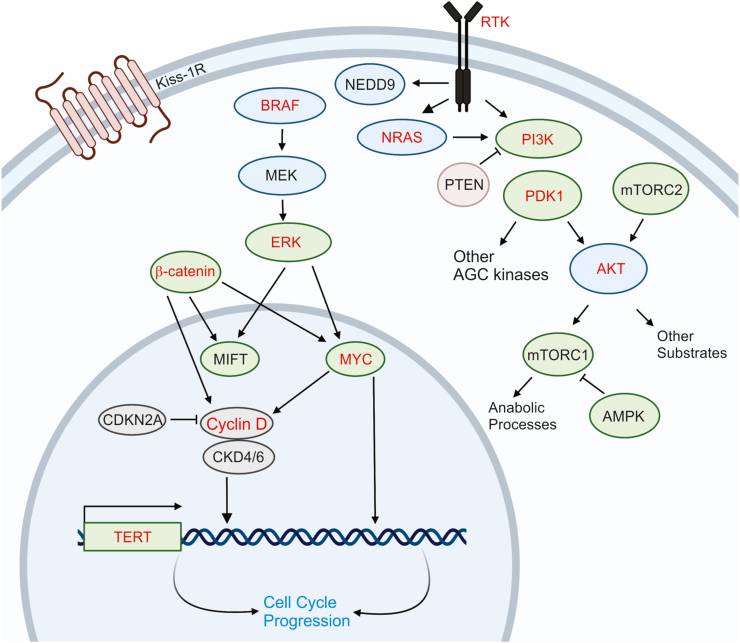 RTK
Kiss-1R
NEDD9
BRAF
NRAS
PI3K
MEK
PTEN
PDK1
mTORC2
ERK
Other
AGC kinases
AKT
β-catenin
MIFT
MYC
mTORC1
Other
Substrates
Anabolic
Processes
AMPK
CDKN2A
Cyclin D
CKD4/6
TERT
Cell Cycle
Progression